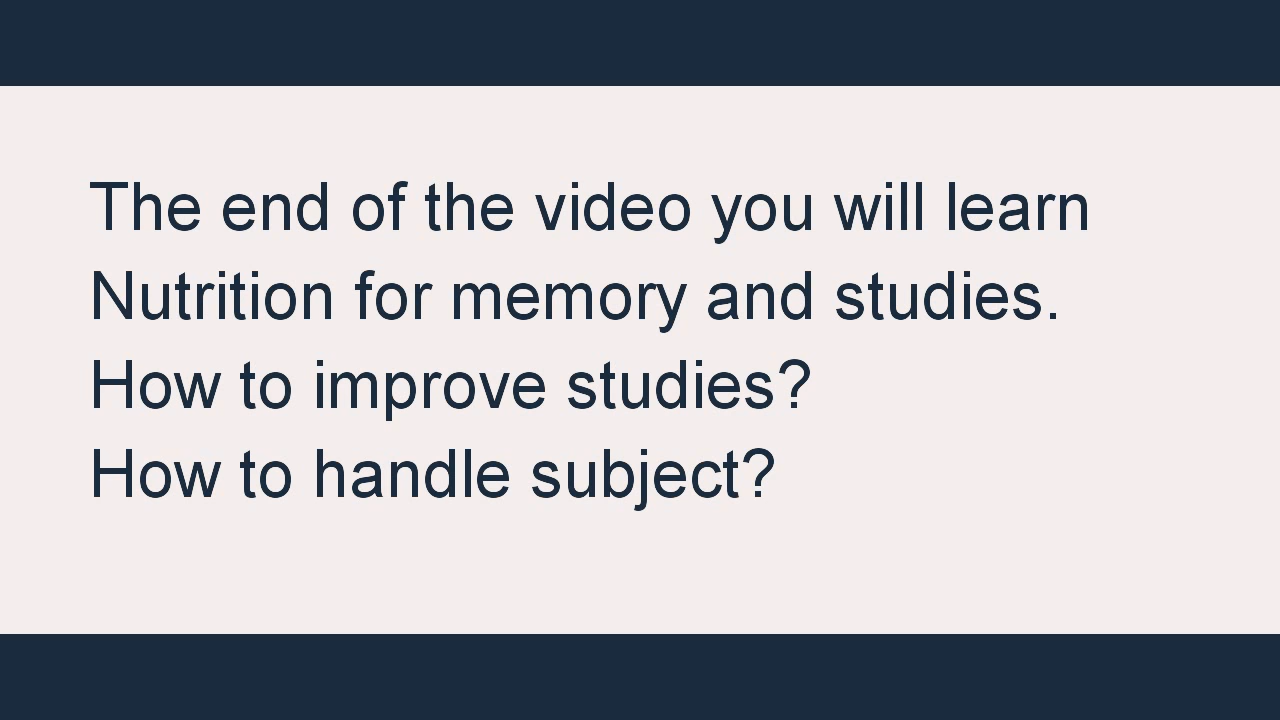 The end of the video you will learn
Nutrition for memory and studies.
How to improve studies?
How to handle subject?